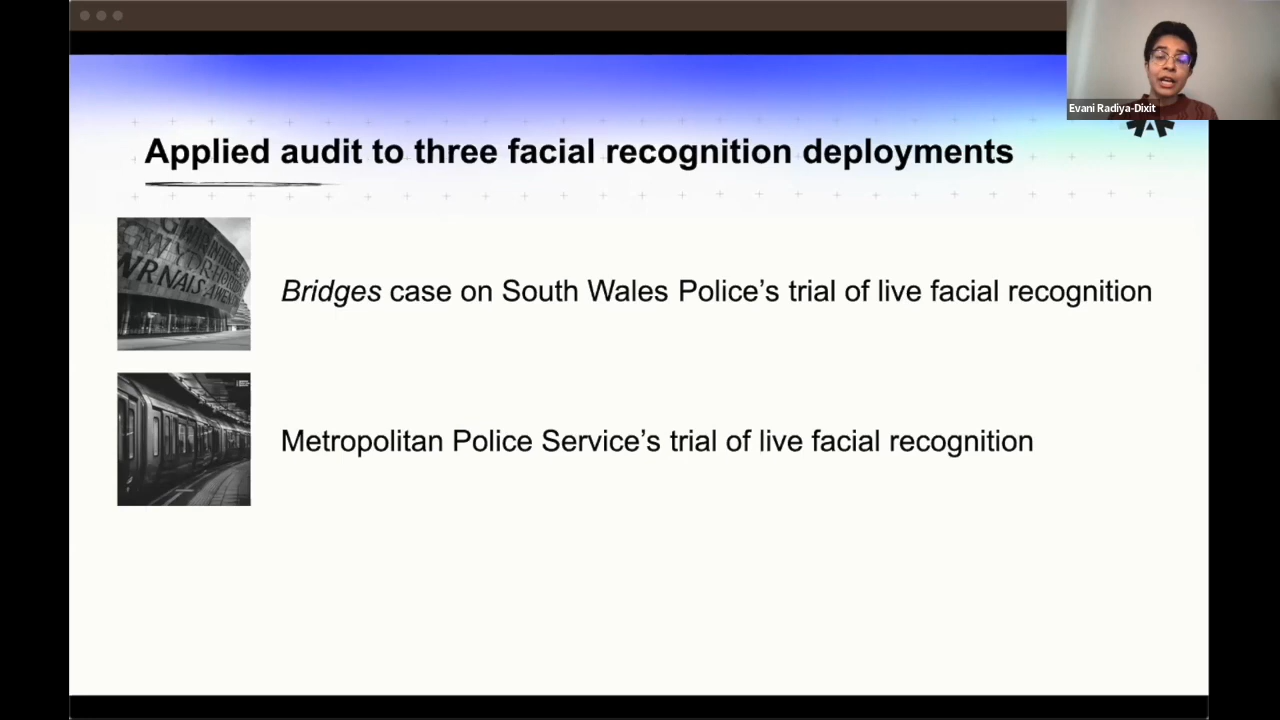 Evani Radiya-Dixit
Applied audit to three facial recognition deployments
Bridges case on South Wales Police’s trial of live facial recognition
Metropolitan Police Service’s trial of live facial recognition